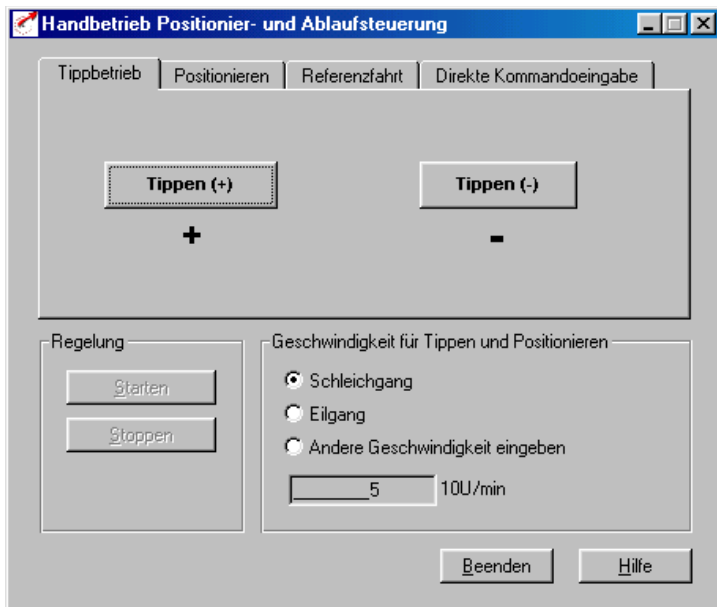 Handbetrieb Positionier- und Ablaufsteuerung
Tippbetrieb Positionieren Referenzfahrt Direkte Kommandoeingabe
Tippen (+) Tippen (-)
+ -
Regelung
Starten
Stoppen
Geschwindigkeit für Tippen und Positionieren
Schleichgang
Eilgang
Andere Geschwindigkeit eingeben
_______5 10U/min
Beenden Hilfe